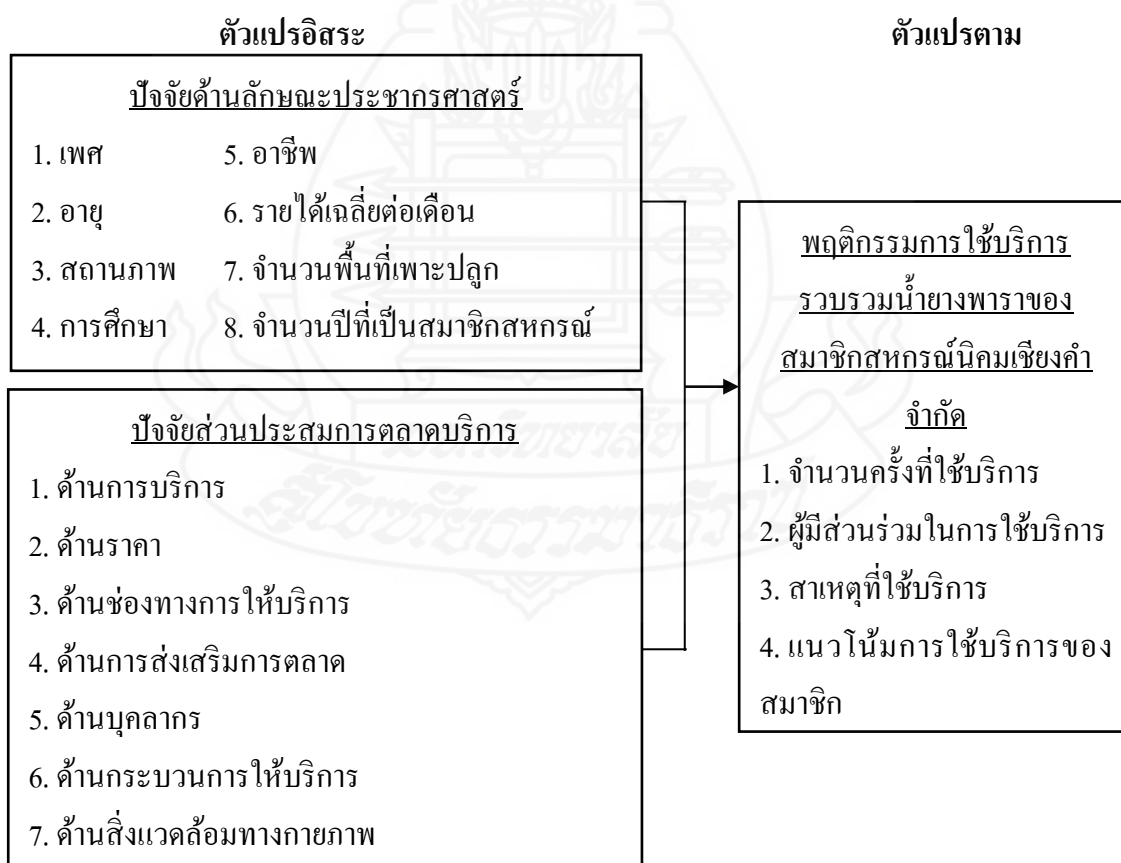 ตัวแปรอิสระ
ตัวแปรตาม
ปัจจัยด้านลักษณะประชากรศาสตร์
1. เพศ 5. อาชีพ
2. อายุ 6. รายได้เฉลี่ยต่อเดือน
3. สถานภาพ 7. จำนวนพื้นที่เพาะปลูก
4. การศึกษา 8. จำนวนปีที่เป็นสมาชิกสหกรณ์
ปัจจัยส่วนประสมการตลาดบริการ
1. ด้านการบริการ
2. ด้านราคา
3. ด้านช่องทางการให้บริการ
4. ด้านการส่งเสริมการตลาด
5. ด้านบุคลากร
6. ด้านกระบวนการให้บริการ
7. ด้านสิ่งแวดล้อมทางกายภาพ
พฤติกรรมการใช้บริการ
รวบรวมน้ำยางพาราของ
สมาชิกสหกรณ์นิคมเชียงคำ
จำกัด
1. จำนวนครั้งที่ใช้บริการ
2. ผู้มีส่วนร่วมในการใช้บริการ
3. สาเหตุที่ใช้บริการ
4. แนวโน้มการใช้บริการของ
สมาชิก